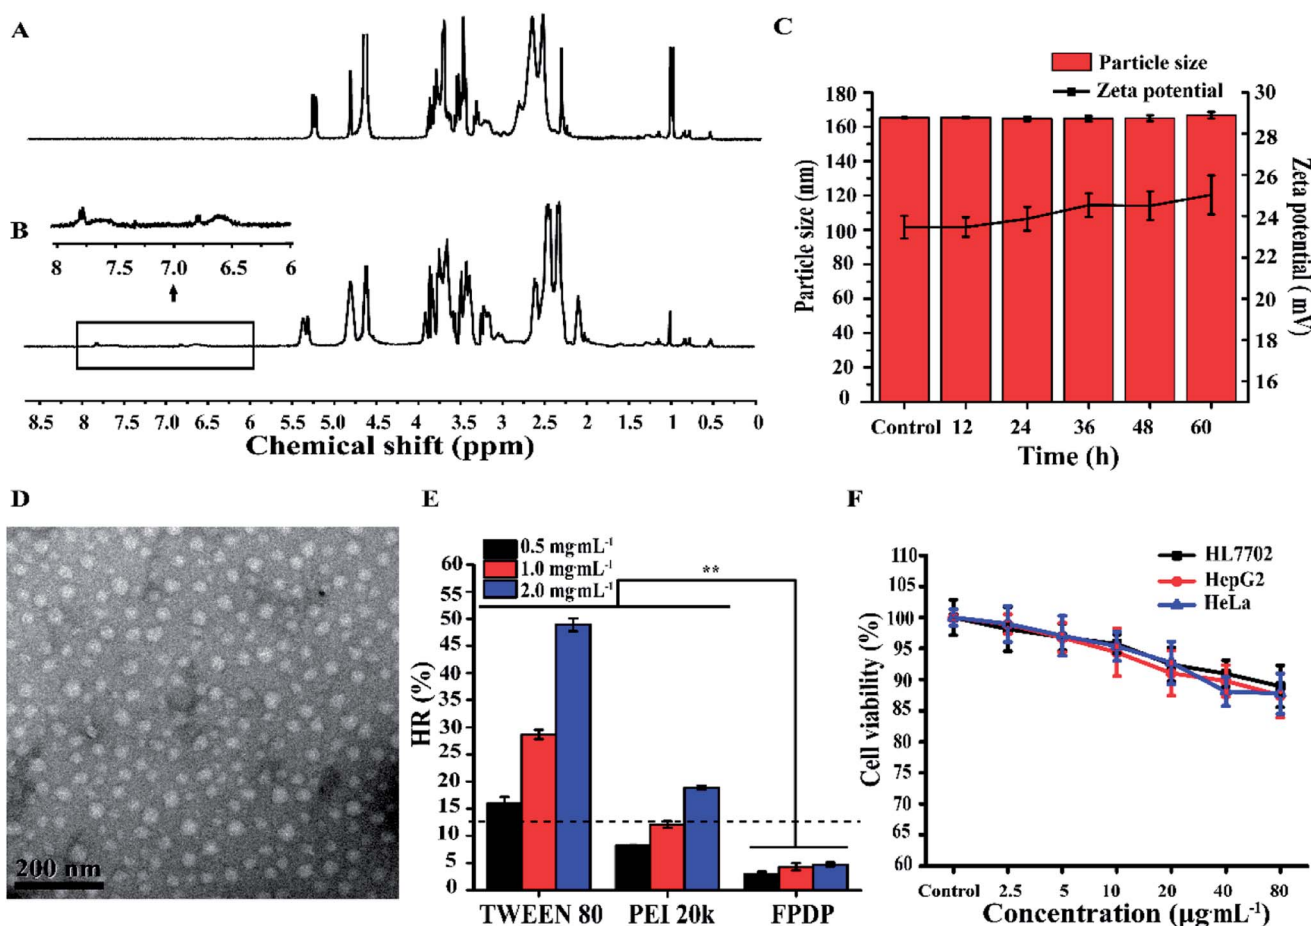 A
B
8 7.5 7.0 6.5 6
8.5 8 7.5 7.0 6.5 6.0 5.5 5.0 4.5 4.0 3.5 3.0 2.5 2.0 1.5 1.0 0.5 0
Chemical shift (ppm)
C
Particle size
Zeta potential
Particle size (nm)
180
160
140
120
100
80
60
40
20
0
Zeta potential ( mV)
30
28
26
24
22
20
18
16
Control 12 24 36 48 60
Time (h)
D
200 nm
E
0.5 mg·mL⁻¹
1.0 mg·mL⁻¹
2.0 mg·mL⁻¹
**
HR (%)
60
55
50
45
40
35
30
25
20
15
10
5
0
TWEEN 80 PEI 20k FPDP
F
HL7702
HepG2
HeLa
Cell viability (%)
110
105
100
95
90
85
80
75
70
65
60
Control 2.5 5 10 20 40 80
Concentration (μg·mL⁻¹)